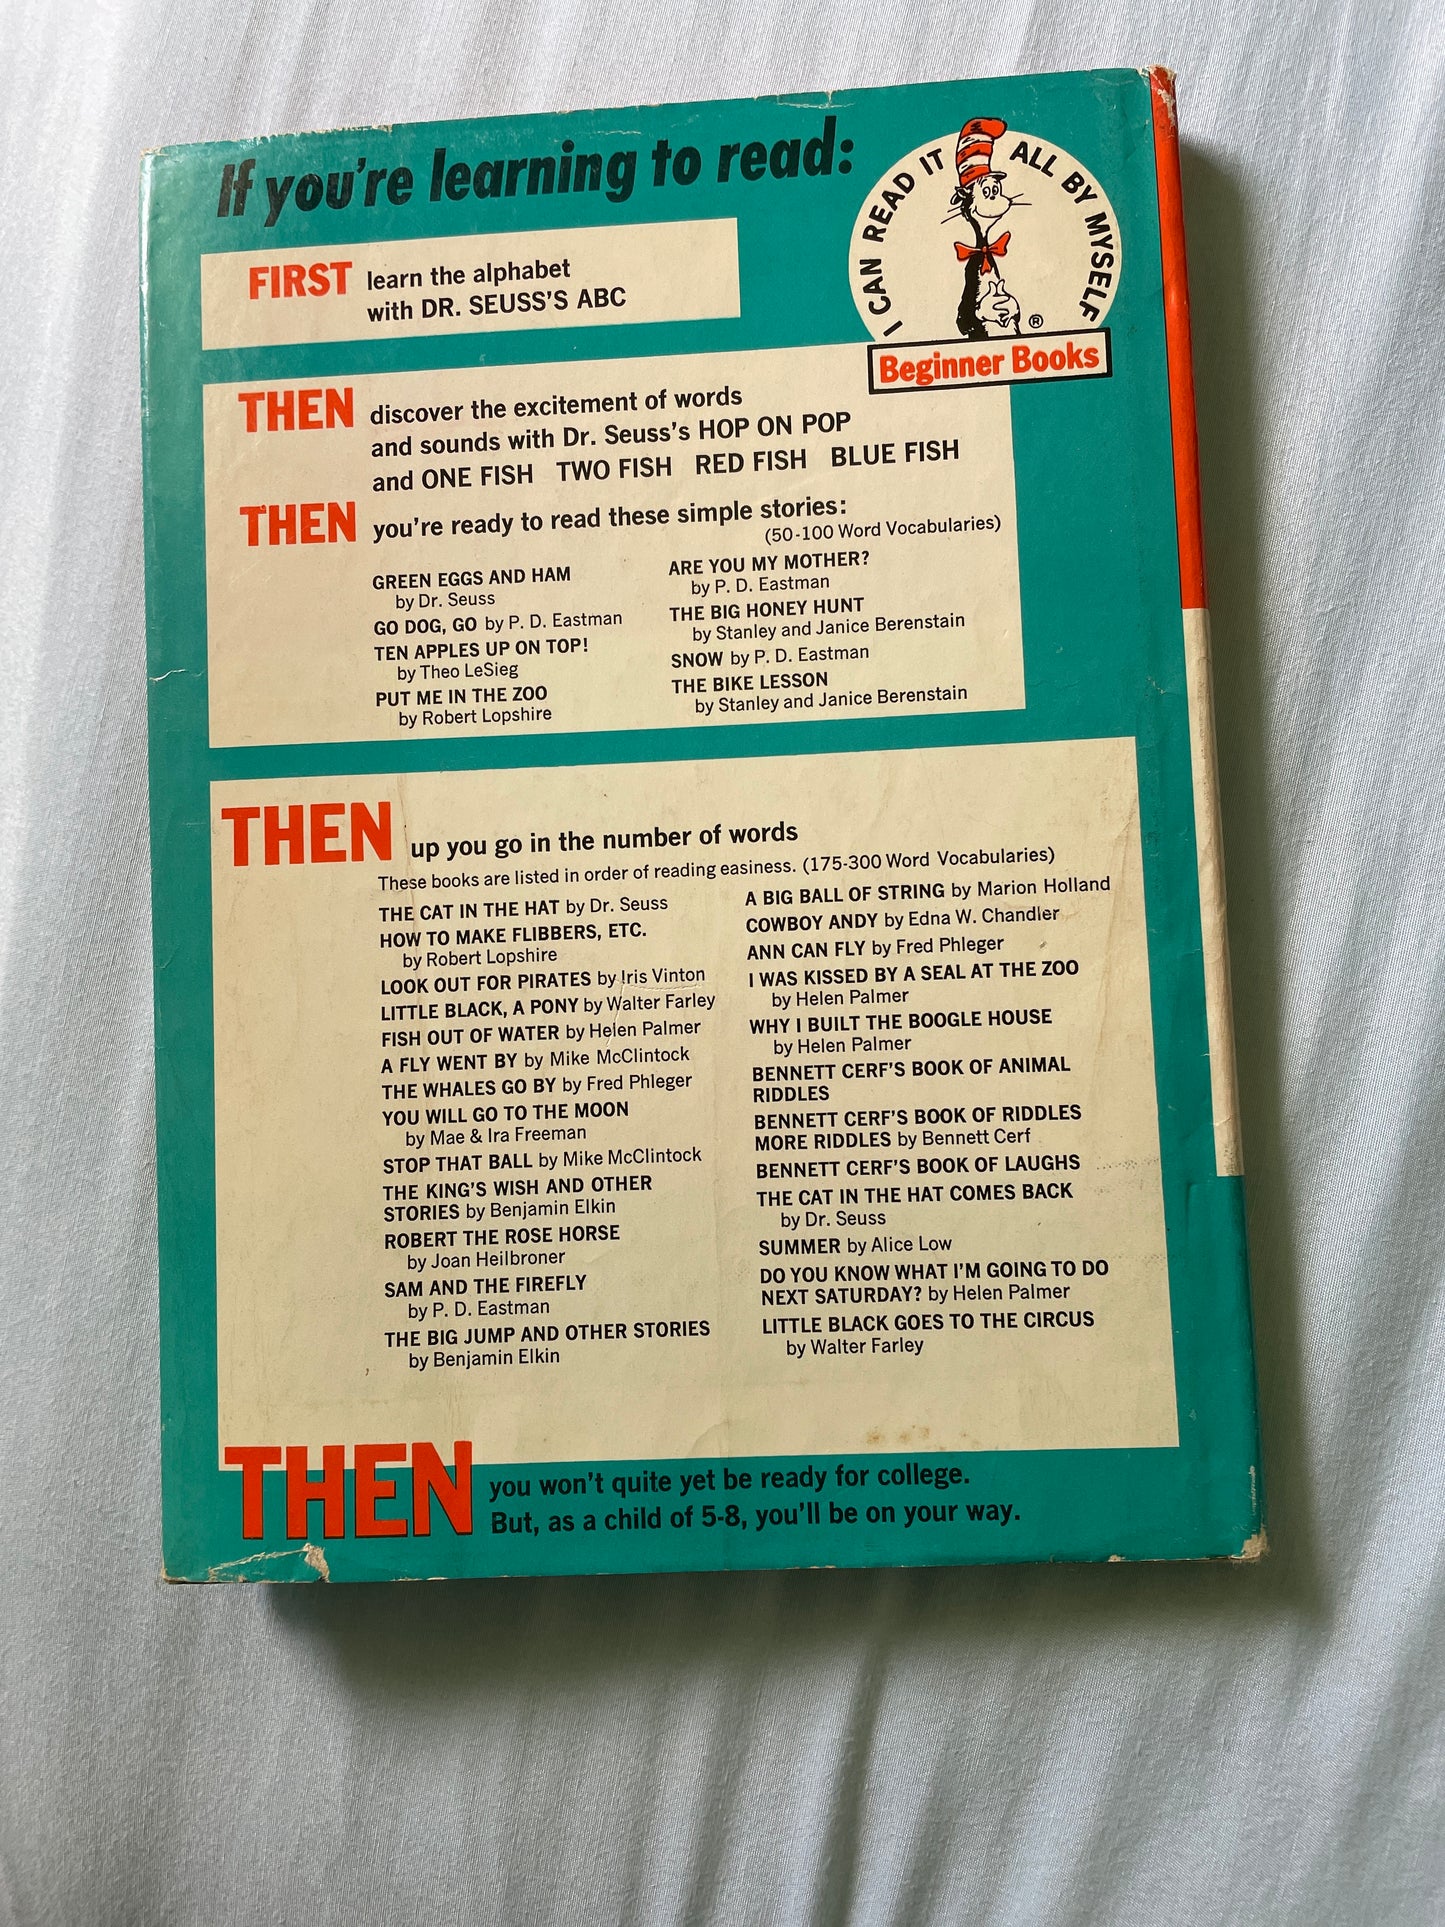 If you're learning to read:
I CAN READ IT ALL BY MYSELF
®
Beginner Books
FIRST learn the alphabet
with DR. SEUSS'S ABC
THEN discover the excitement of words
and sounds with Dr. Seuss's HOP ON POP
and ONE FISH TWO FISH RED FISH BLUE FISH
THEN you're ready to read these simple stories:
(50-100 Word Vocabularies)
GREEN EGGS AND HAM
by Dr. Seuss
GO DOG, GO by P. D. Eastman
TEN APPLES UP ON TOP!
by Theo LeSieg
PUT ME IN THE ZOO
by Robert Lopshire
ARE YOU MY MOTHER?
by P. D. Eastman
THE BIG HONEY HUNT
by Stanley and Janice Berenstain
SNOW by P. D. Eastman
THE BIKE LESSON
by Stanley and Janice Berenstain
THEN up you go in the number of words
These books are listed in order of reading easiness. (175-300 Word Vocabularies)
THE CAT IN THE HAT by Dr. Seuss
HOW TO MAKE FLIBBERS, ETC.
by Robert Lopshire
LOOK OUT FOR PIRATES by Iris Vinton
LITTLE BLACK, A PONY by Walter Farley
FISH OUT OF WATER by Helen Palmer
A FLY WENT BY by Mike McClintock
THE WHALES GO BY by Fred Phleger
YOU WILL GO TO THE MOON
by Mae & Ira Freeman
STOP THAT BALL by Mike McClintock
THE KING'S WISH AND OTHER
STORIES by Benjamin Elkin
ROBERT THE ROSE HORSE
by Joan Heilbroner
SAM AND THE FIREFLY
by P. D. Eastman
THE BIG JUMP AND OTHER STORIES
by Benjamin Elkin
A BIG BALL OF STRING by Marion Holland
COWBOY ANDY by Edna W. Chandler
ANN CAN FLY by Fred Phleger
I WAS KISSED BY A SEAL AT THE ZOO
by Helen Palmer
WHY I BUILT THE BOOGLE HOUSE
by Helen Palmer
BENNETT CERF'S BOOK OF ANIMAL
RIDDLES
BENNETT CERF'S BOOK OF RIDDLES
MORE RIDDLES by Bennett Cerf
BENNETT CERF'S BOOK OF LAUGHS
THE CAT IN THE HAT COMES BACK
by Dr. Seuss
SUMMER by Alice Low
DO YOU KNOW WHAT I'M GOING TO DO
NEXT SATURDAY? by Helen Palmer
LITTLE BLACK GOES TO THE CIRCUS
by Walter Farley
THEN you won't quite yet be ready for college.
But, as a child of 5-8, you'll be on your way.